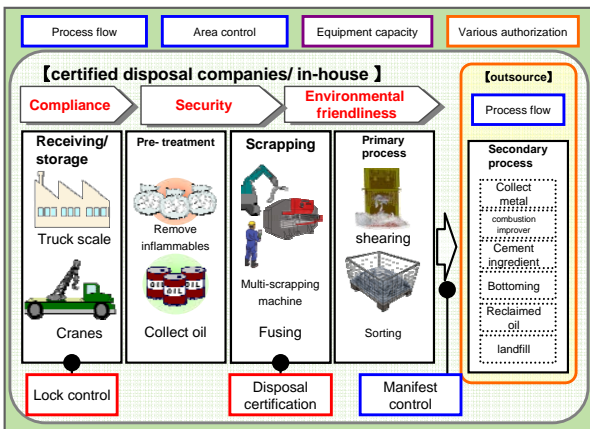 Process flow
Area control
Equipment capacity
Various authorization
【certified disposal companies/ in-house 】
Compliance
Security
Environmental
friendliness
Receiving/
storage
Truck scale
Cranes
Pre- treatment
Remove
inflammables
OIL
OIL
OIL
Collect oil
Scrapping
Multi-scrapping
machine
Fusing
Primary
process
shearing
Sorting
【outsource】
Process flow
Secondary
process
Collect
metal
combustion
improver
Cement
ingredient
Bottoming
Reclaimed
oil
landfill
Lock control
Disposal
certification
Manifest
control